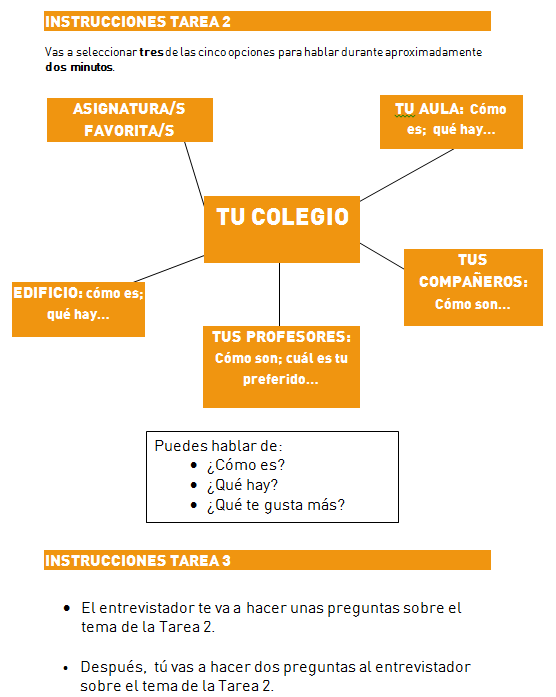 INSTRUCCIONES TAREA 2
Vas a seleccionar tres de las cinco opciones para hablar durante aproximadamente
dos minutos.
ASIGNATURA/S
FAVORITA/S
TU AULA: Cómo
es; qué hay...
TU COLEGIO
TUS
COMPAÑEROS:
Cómo son...
EDIFICIO: cómo es;
qué hay...
TUS PROFESORES:
Cómo son; cuál es tu
preferido...
Puedes hablar de:
• ¿Cómo es?
• ¿Qué hay?
• ¿Qué te gusta más?
INSTRUCCIONES TAREA 3
• El entrevistador te va a hacer unas preguntas sobre el
tema de la Tarea 2.
• Después, tú vas a hacer dos preguntas al entrevistador
sobre el tema de la Tarea 2.